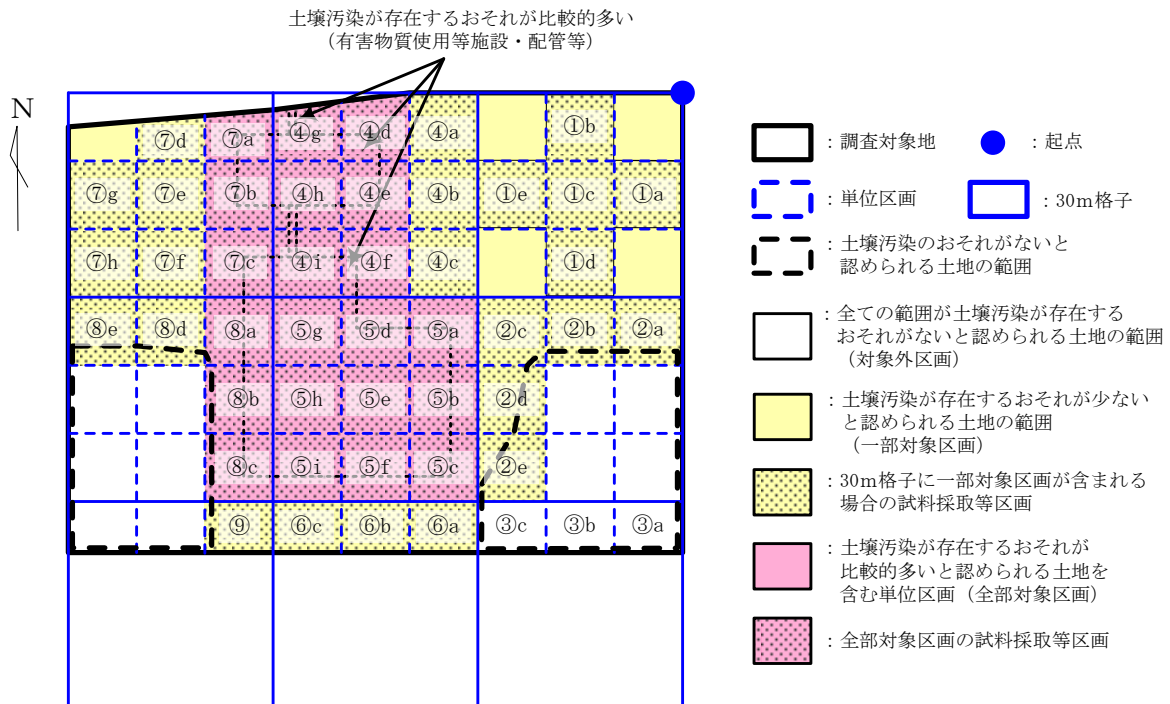 土壌汚染が存在するおそれが比較的多い
（有害物質使用等施設・配管等）
N
⑦d ⑦a ④g ④d ④a ①b
⑦g ⑦e ⑦b ④h ④e ④b ①e ①c ①a
⑦h ⑦f ⑦c ④i ④f ④c ①d
⑧e ⑧d ⑧a ⑤g ⑤d ⑤a ②c ②b ②a
⑧b ⑤h ⑤e ⑤b ②d
⑧c ⑤i ⑤f ⑤c ②e
⑨ ⑥c ⑥b ⑥a ③c ③b ③a
：調査対象地 ：起点
：単位区画 ：30m格子
：土壌汚染のおそれがないと
認められる土地の範囲
：全ての範囲が土壌汚染が存在する
おそれがないと認められる土地の範囲
（対象外区画）
：土壌汚染が存在するおそれが少ない
と認められる土地の範囲
（一部対象区画）
：30m格子に一部対象区画が含まれる
場合の試料採取等区画
：土壌汚染が存在するおそれが
比較的多いと認められる土地を
含む単位区画（全部対象区画）
：全部対象区画の試料採取等区画